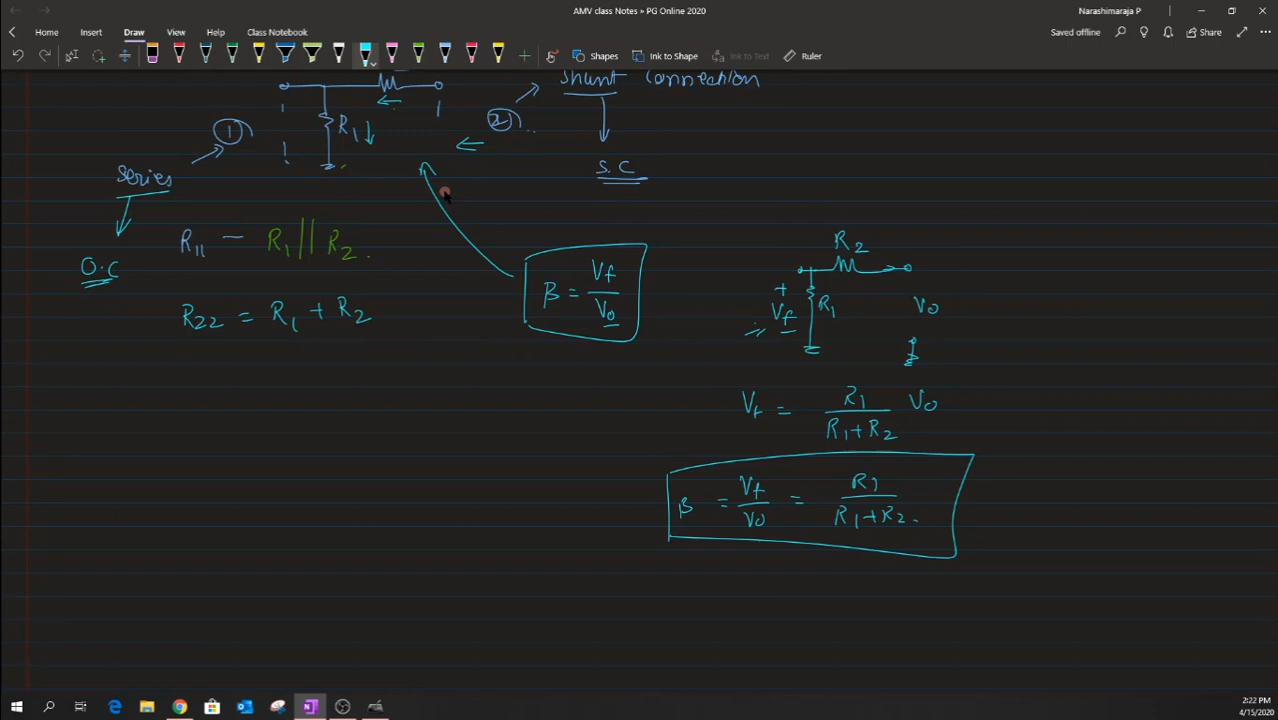 AMV class Notes » PG Online 2020
Narashimaraja P
Home Insert Draw View Help Class Notebook
Saved offline
Share
Shapes
Ink to Shape
Ink to Text
Ruler
Shunt Connection
1
R1
2
S.C
Series
O.C
R11 - R1 || R2.
R22 = R1 + R2
β = Vf / Vo
R2
+
Vf
R1
Vo
Vf = R1 / R1+R2 Vo
β = Vf / Vo = R1 / R1+R2.
2:22 PM
4/15/2020